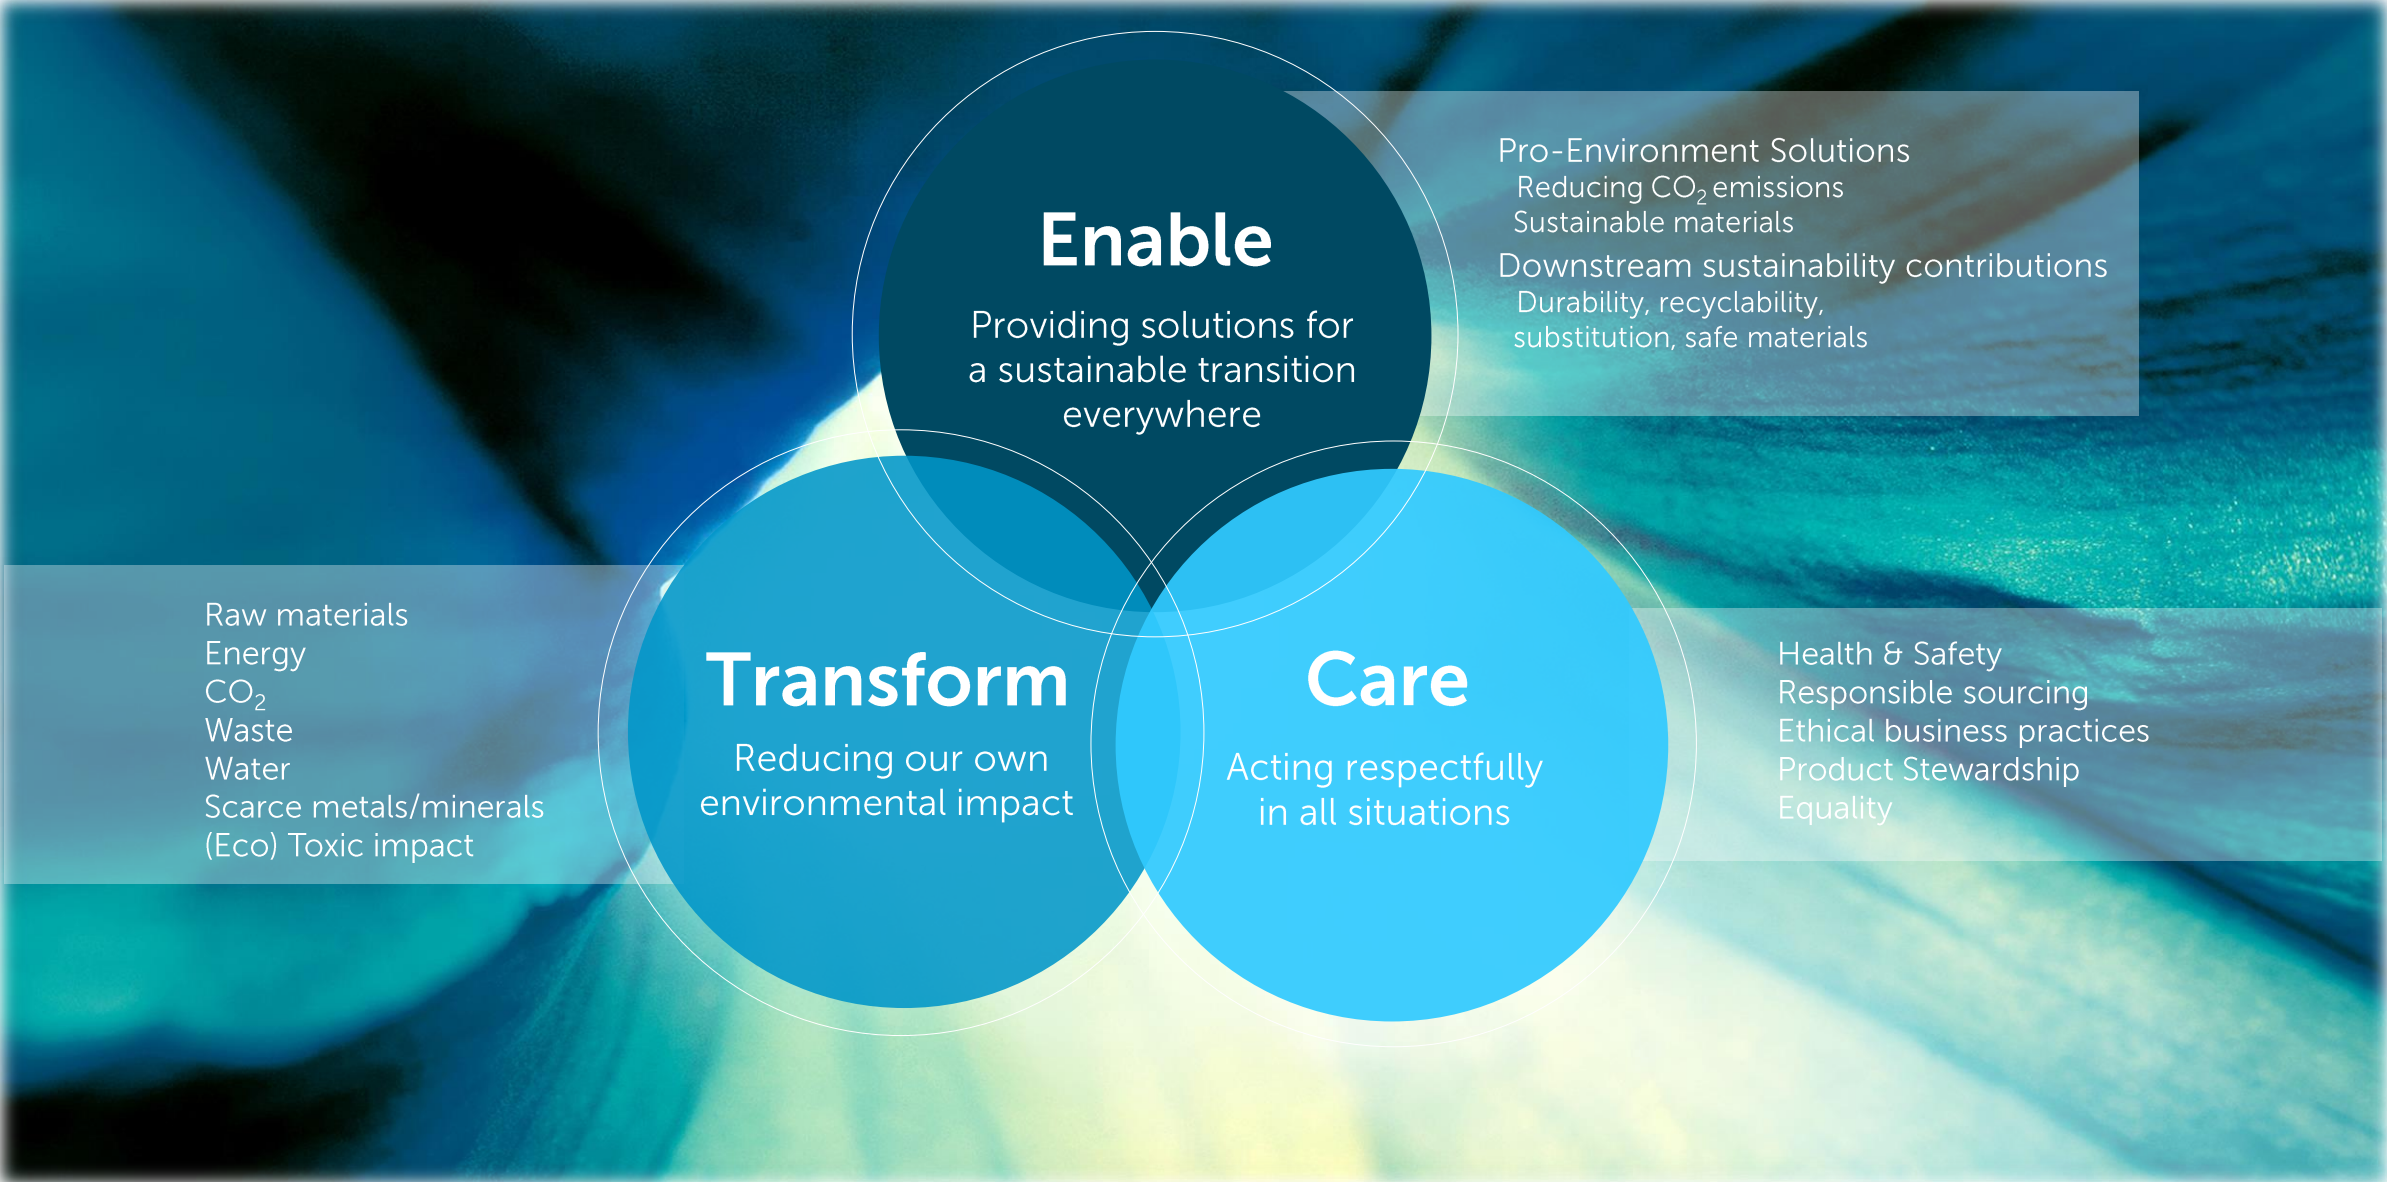 Enable
Providing solutions for
a sustainable transition
everywhere
Pro-Environment Solutions
Reducing CO₂ emissions
Sustainable materials
Downstream sustainability contributions
Durability, recyclability,
substitution, safe materials
Raw materials
Energy
CO₂
Waste
Water
Scarce metals/minerals
(Eco) Toxic impact
Transform
Reducing our own
environmental impact
Care
Acting respectfully
in all situations
Health & Safety
Responsible sourcing
Ethical business practices
Product Stewardship
Equality